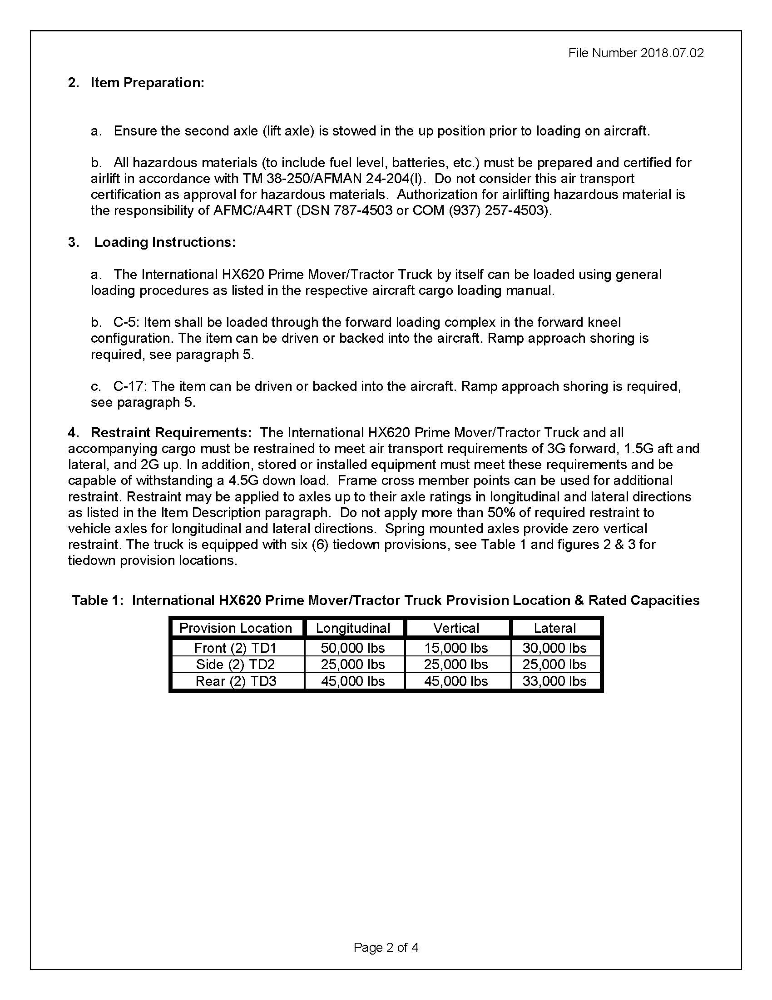 File Number 2018.07.02
2. Item Preparation:
a. Ensure the second axle (lift axle) is stowed in the up position prior to loading on aircraft.
b. All hazardous materials (to include fuel level, batteries, etc.) must be prepared and certified for
airlift in accordance with TM 38-250/AFMAN 24-204(I). Do not consider this air transport
certification as approval for hazardous materials. Authorization for airlifting hazardous material is
the responsibility of AFMC/A4RT (DSN 787-4503 or COM (937) 257-4503).
3. Loading Instructions:
a. The International HX620 Prime Mover/Tractor Truck by itself can be loaded using general
loading procedures as listed in the respective aircraft cargo loading manual.
b. C-5: Item shall be loaded through the forward loading complex in the forward kneel
configuration. The item can be driven or backed into the aircraft. Ramp approach shoring is
required, see paragraph 5.
c. C-17: The item can be driven or backed into the aircraft. Ramp approach shoring is required,
see paragraph 5.
4. Restraint Requirements: The International HX620 Prime Mover/Tractor Truck and all
accompanying cargo must be restrained to meet air transport requirements of 3G forward, 1.5G aft and
lateral, and 2G up. In addition, stored or installed equipment must meet these requirements and be
capable of withstanding a 4.5G down load. Frame cross member points can be used for additional
restraint. Restraint may be applied to axles up to their axle ratings in longitudinal and lateral directions
as listed in the Item Description paragraph. Do not apply more than 50% of required restraint to
vehicle axles for longitudinal and lateral directions. Spring mounted axles provide zero vertical
restraint. The truck is equipped with six (6) tiedown provisions, see Table 1 and figures 2 & 3 for
tiedown provision locations.
Table 1: International HX620 Prime Mover/Tractor Truck Provision Location & Rated Capacities
Provision Location Longitudinal Vertical Lateral
Front (2) TD1 50,000 lbs 15,000 lbs 30,000 lbs
Side (2) TD2 25,000 lbs 25,000 lbs 25,000 lbs
Rear (2) TD3 45,000 lbs 45,000 lbs 33,000 lbs
Page 2 of 4